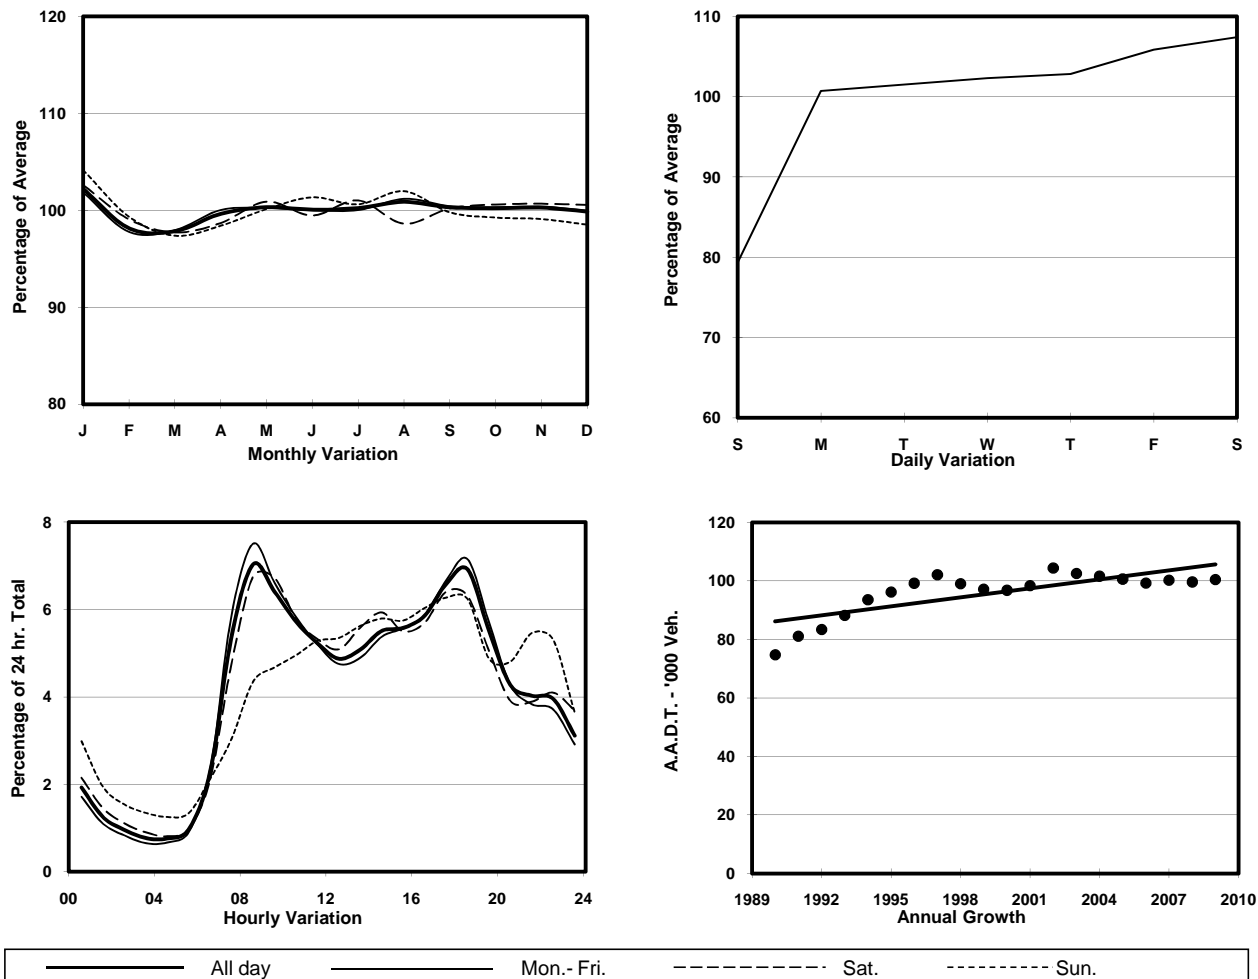 Percentage of Average
120
110
100
90
80
J F M A M J J A S O N D
Monthly Variation
Percentage of Average
110
100
90
80
70
60
S M T W T F S
Daily Variation
Percentage of 24 hr. Total
8
6
4
2
0
00 04 08 12 16 20 24
Hourly Variation
A.A.D.T. - '000 Veh.
120
100
80
60
40
20
0
1989 1992 1995 1998 2001 2004 2007 2010
Annual Growth
All day Mon.- Fri. Sat. Sun.